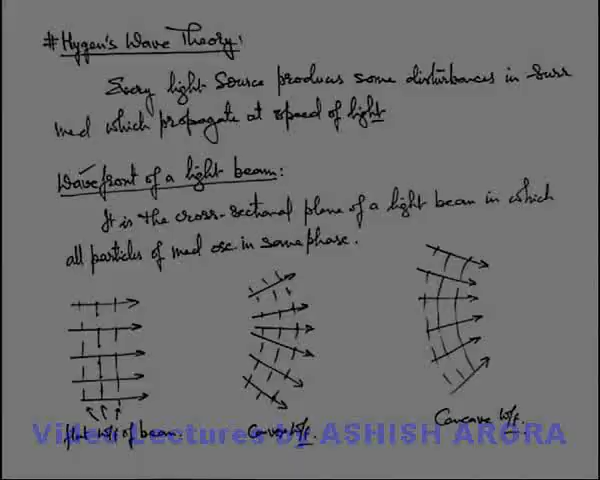 # Hygen's Wave Theory:
Every light source produces some disturbances in surr
med which propagate at speed of light
Wavefront of a light beam:
It is the cross-sectional plane of a light beam in which
all particles of med osc. in same phase.
flat w/f of beam.
Convex w/f.
Concave w/f.
Video Lectures by ASHISH ARORA